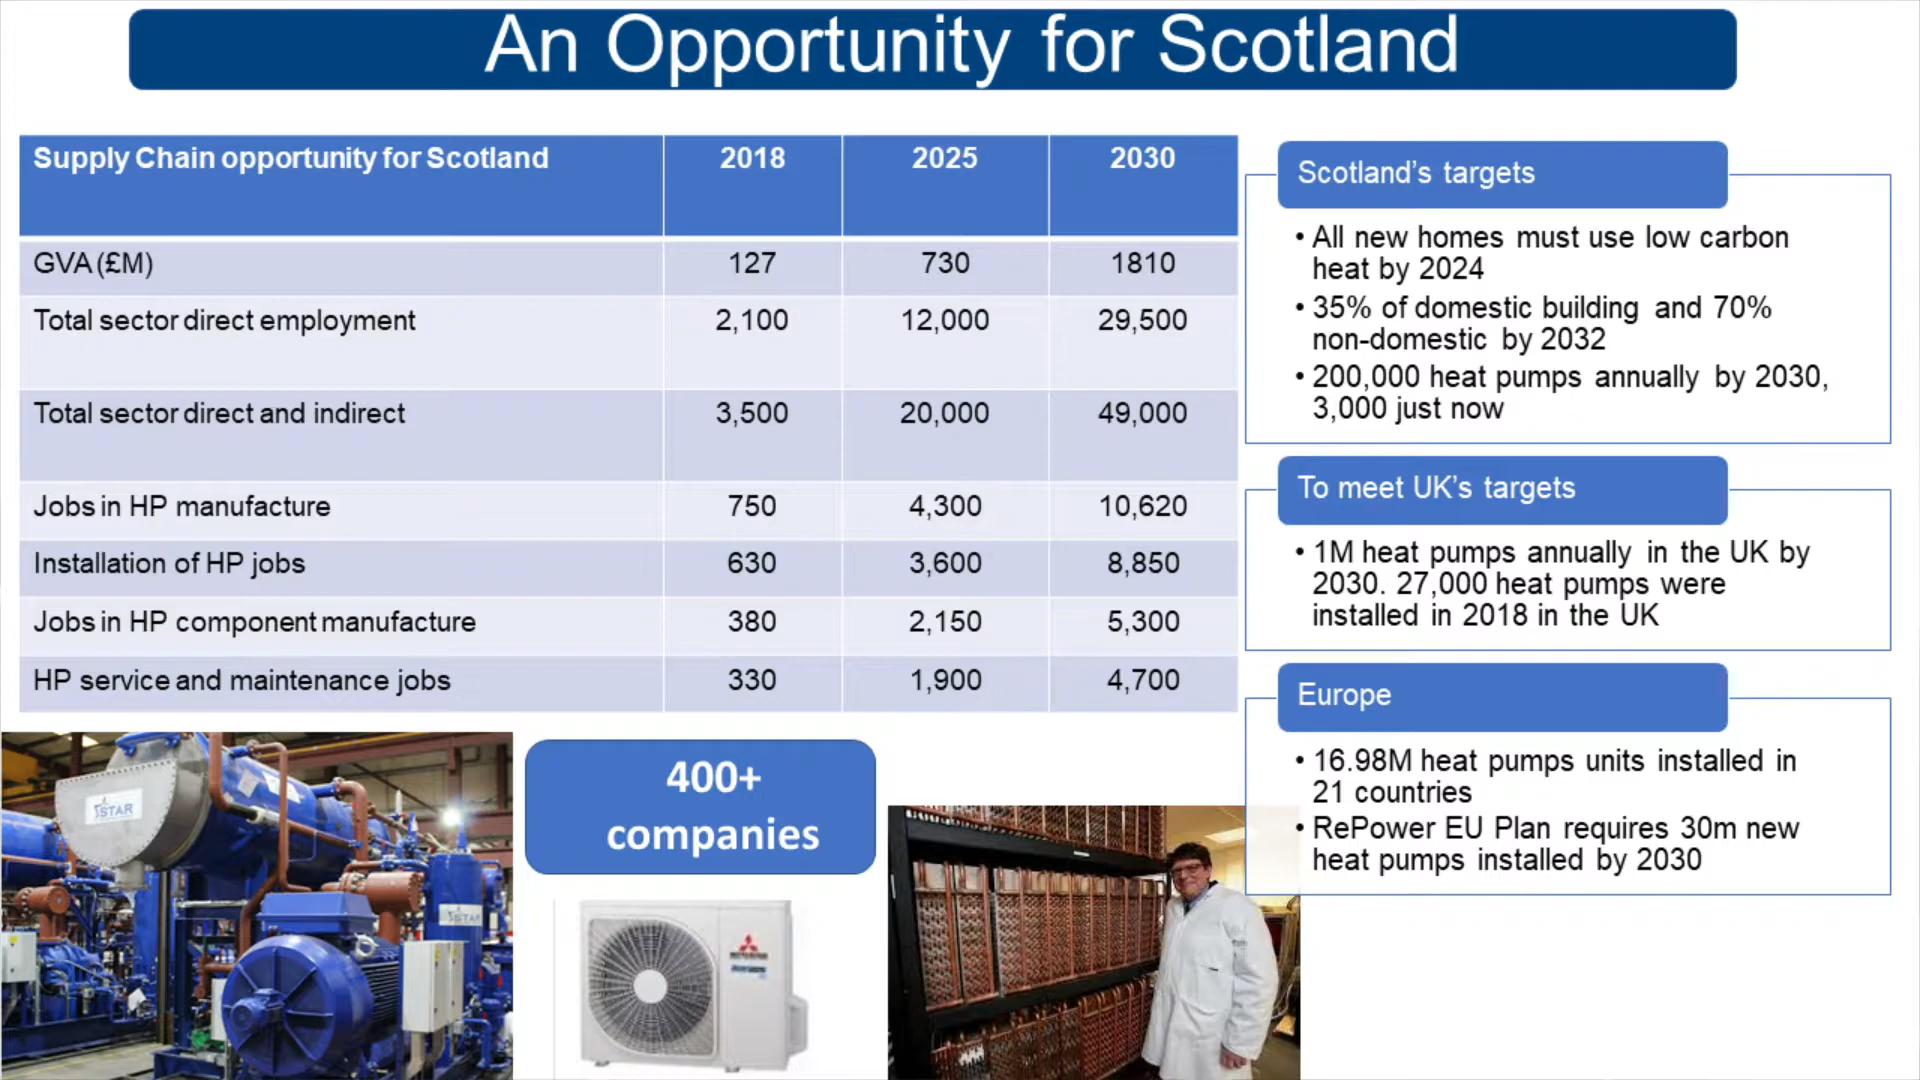 An Opportunity for Scotland
Supply Chain opportunity for Scotland 2018 2025 2030
GVA (£M) 127 730 1810
Total sector direct employment 2,100 12,000 29,500
Total sector direct and indirect 3,500 20,000 49,000
Jobs in HP manufacture 750 4,300 10,620
Installation of HP jobs 630 3,600 8,850
Jobs in HP component manufacture 380 2,150 5,300
HP service and maintenance jobs 330 1,900 4,700
Scotland's targets
• All new homes must use low carbon
heat by 2024
• 35% of domestic building and 70%
non-domestic by 2032
• 200,000 heat pumps annually by 2030,
3,000 just now
To meet UK's targets
• 1M heat pumps annually in the UK by
2030. 27,000 heat pumps were
installed in 2018 in the UK
Europe
• 16.98M heat pumps units installed in
21 countries
• RePower EU Plan requires 30m new
heat pumps installed by 2030
400+
companies
STAR
STAR